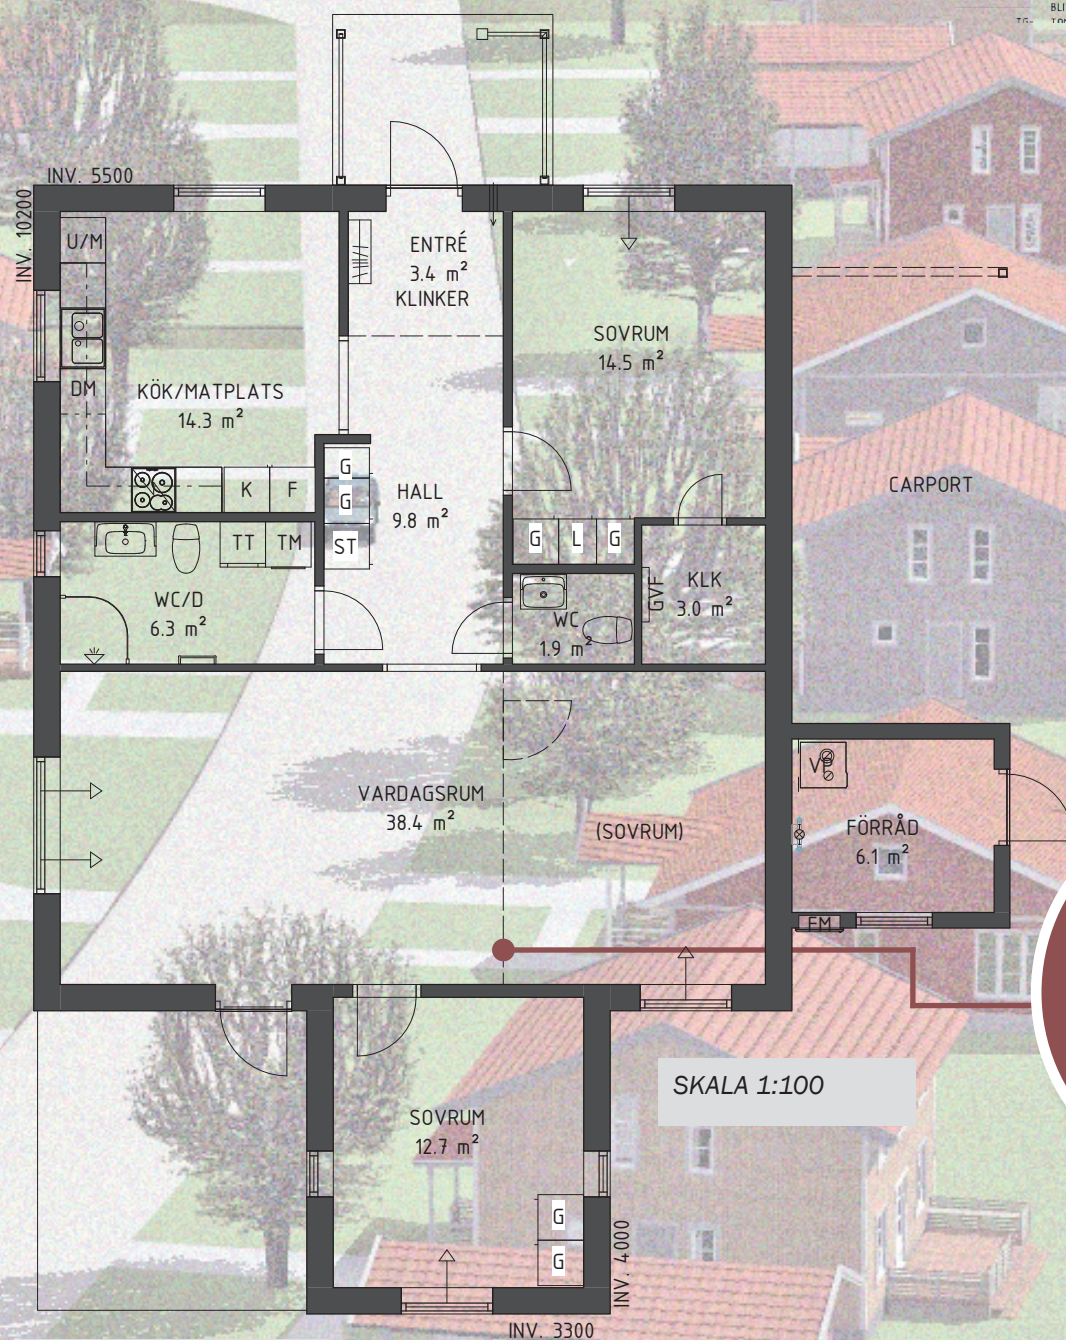 BLI
INV. 5500
INV. 10200
U/M
ENTRÉ
3.4 m²
KLINKER
SOVRUM
14.5 m²
DM
KÖK/MATPLATS
14.3 m²
K
F
G
G
ST
HALL
9.8 m²
CARPORT
G
L
G
TT
TM
WC/D
6.3 m²
WC
1.9 m²
GVF
KLK
3.0 m²
VARDAGSRUM
38.4 m²
(SOVRUM)
VP
FÖRRÅD
6.1 m²
EM
SKALA 1:100
SOVRUM
12.7 m²
G
G
INV. 4000
INV. 3300